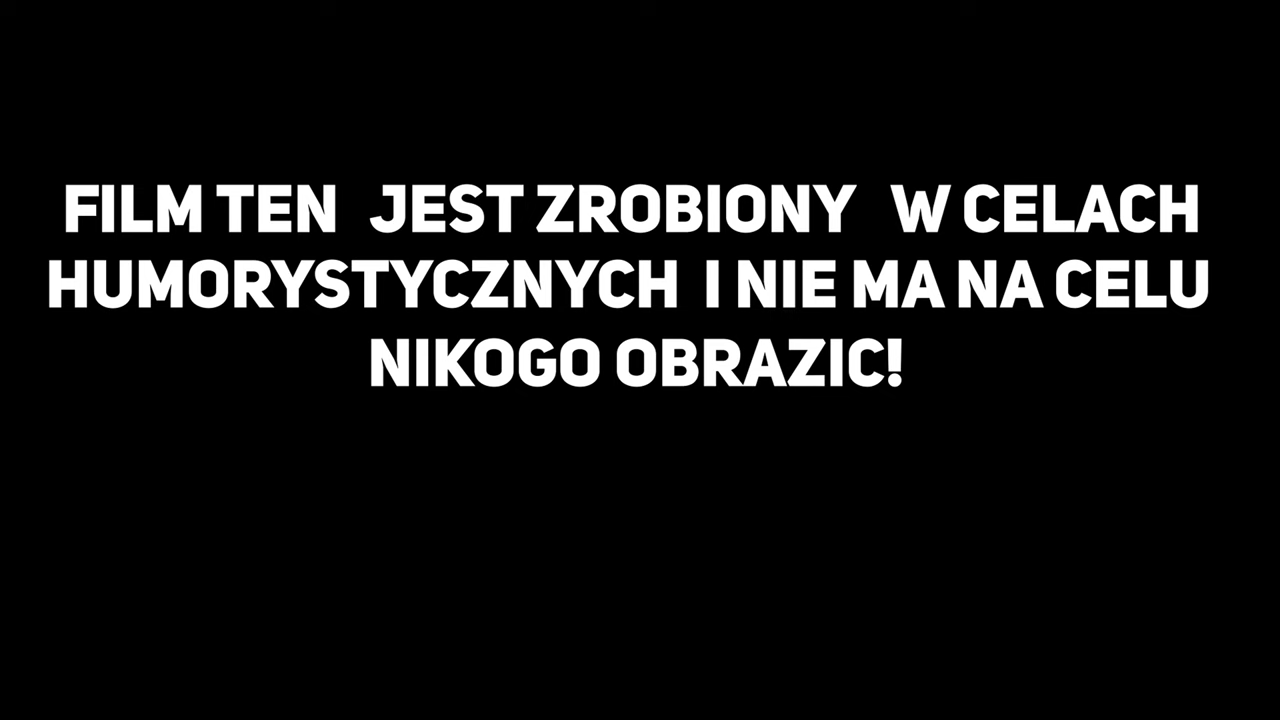 FILM TEN JEST ZROBIONY W CELACH
HUMORYSTYCZNYCH I NIE MA NA CELU
NIKOGO OBRAZIC!